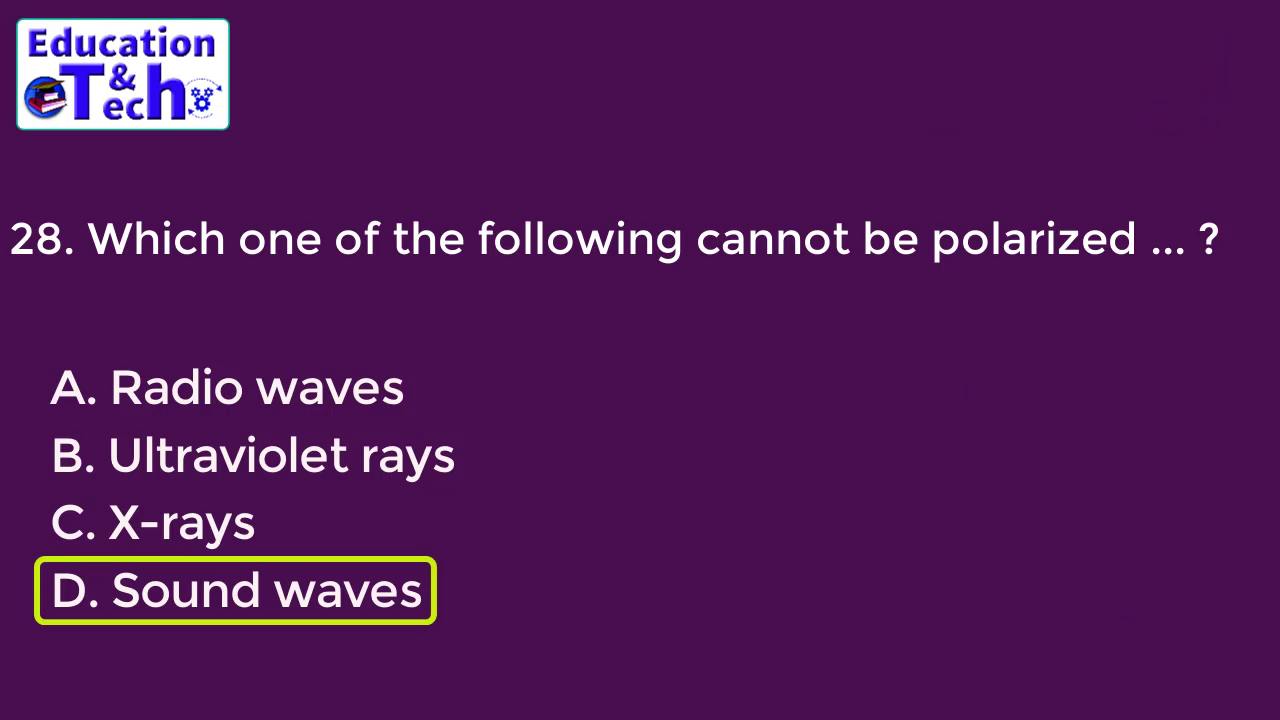 Education
& Tech
28. Which one of the following cannot be polarized ... ?
A. Radio waves
B. Ultraviolet rays
C. X-rays
D. Sound waves